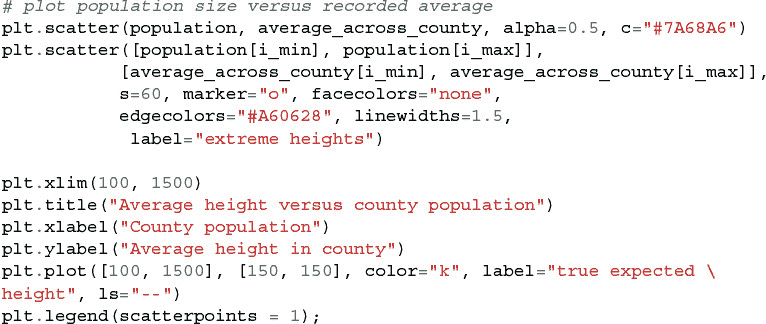 # plot population size versus recorded average
plt.scatter(population, average_across_county, alpha=0.5, c="#7A68A6")
plt.scatter([population[i_min], population[i_max]],
            [average_across_county[i_min], average_across_county[i_max]],
            s=60, marker="o", facecolors="none",
            edgecolors="#A60628", linewidths=1.5,
             label="extreme heights")

plt.xlim(100, 1500)
plt.title("Average height versus county population")
plt.xlabel("County population")
plt.ylabel("Average height in county")
plt.plot([100, 1500], [150, 150], color="k", label="true expected \
height", ls="--")
plt.legend(scatterpoints = 1);